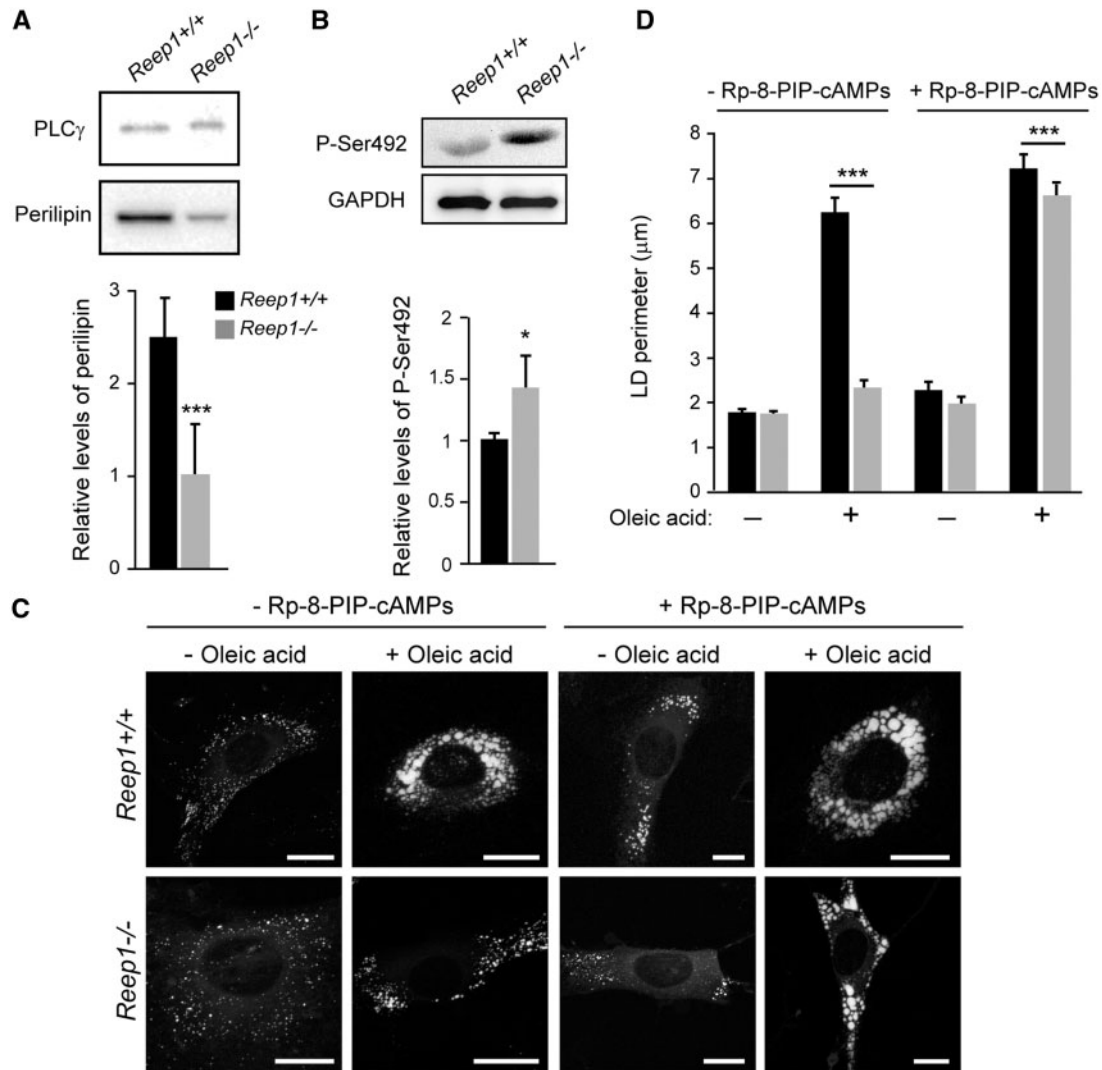 A
Reep1+/+
Reep1-/-
PLCγ
Perilipin
Relative levels of perilipin
3
2
1
0
Reep1+/+
Reep1-/-
B
Reep1+/+
Reep1-/-
P-Ser492
GAPDH
Relative levels of P-Ser492
2
1.5
1
0.5
0
*
***
D
- Rp-8-PIP-cAMPs
+ Rp-8-PIP-cAMPs
LD perimeter (μm)
8
7
6
5
4
3
2
1
0
***
***
Oleic acid:
—
+
—
+
C
- Rp-8-PIP-cAMPs
+ Rp-8-PIP-cAMPs
- Oleic acid
+ Oleic acid
- Oleic acid
+ Oleic acid
Reep1+/+
Reep1-/-